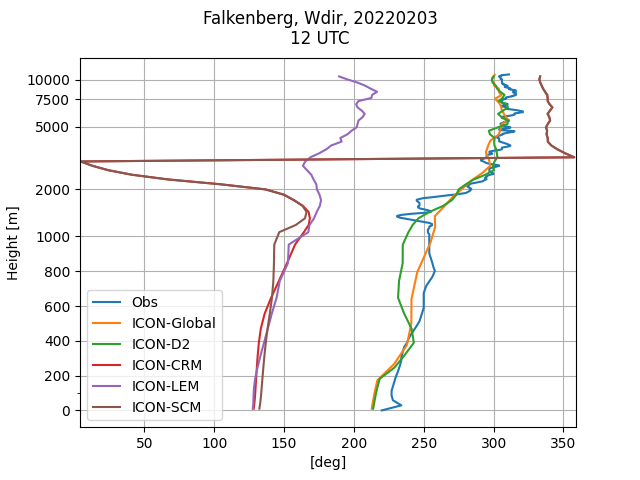 Falkenberg, Wdir, 20220203
12 UTC
10000
7500
5000
2000
1000
800
600
400
200
0
Height [m]
Obs
ICON-Global
ICON-D2
ICON-CRM
ICON-LEM
ICON-SCM
50 100 150 200 250 300 350
[deg]